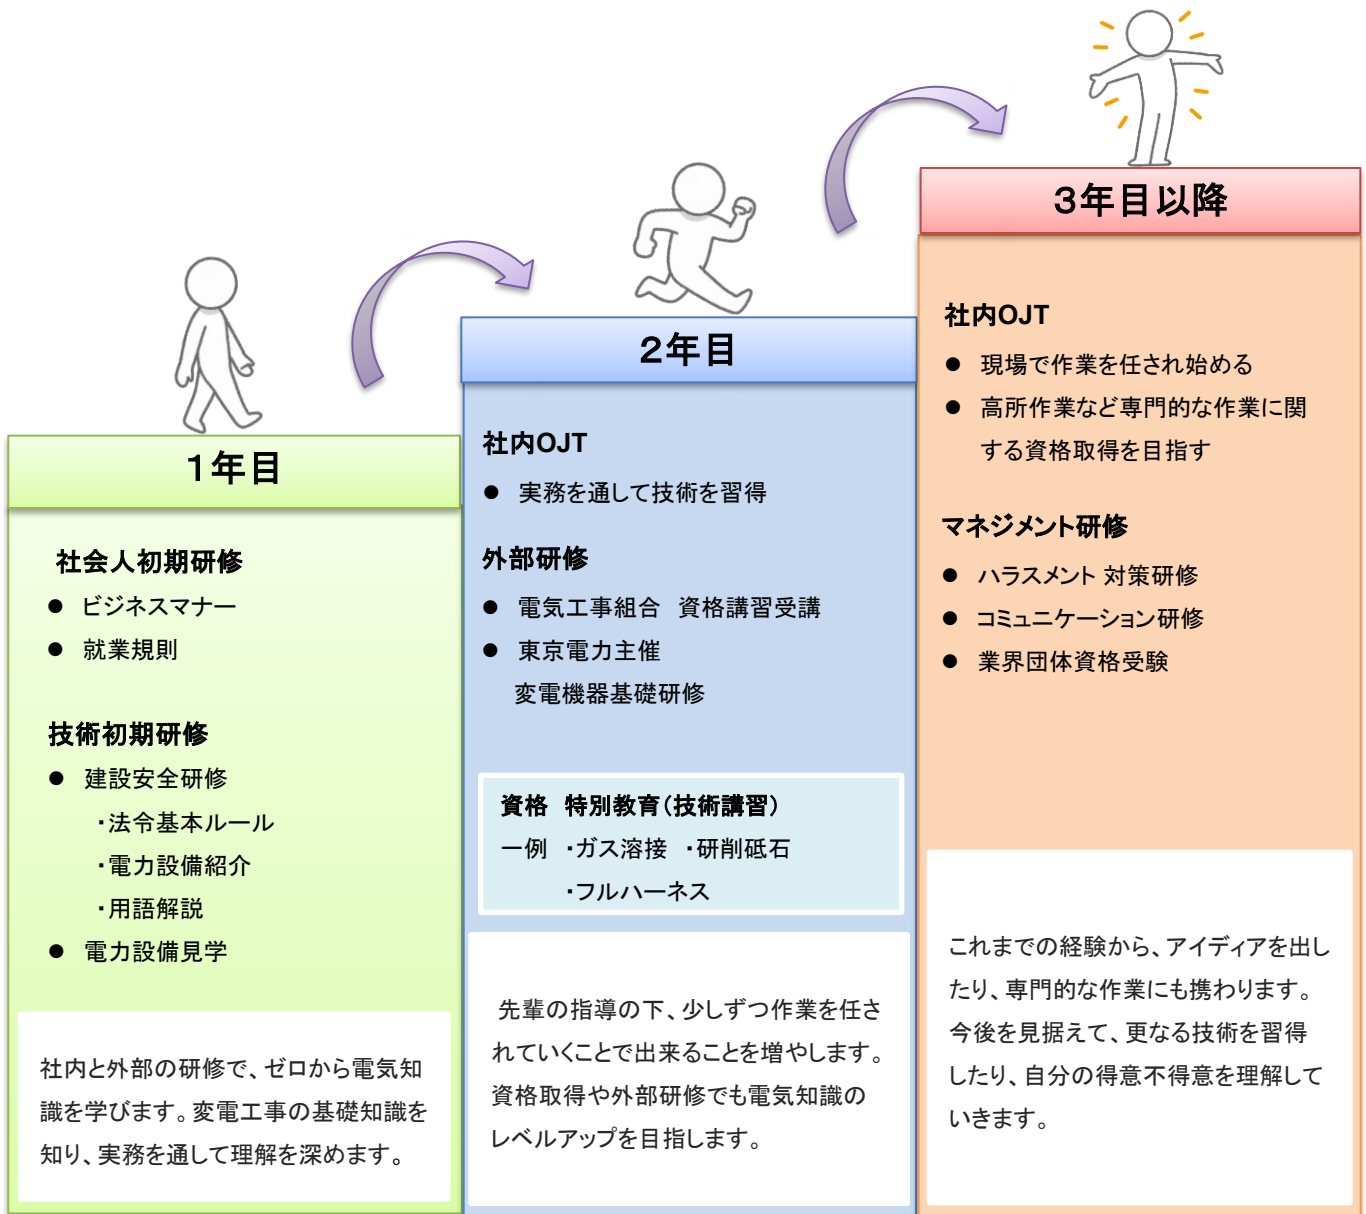 1年目
社会人初期研修
● ビジネスマナー
● 就業規則
技術初期研修
● 建設安全研修
・法令基本ルール
・電力設備紹介
・用語解説
● 電力設備見学
社内と外部の研修で、ゼロから電気知
識を学びます。変電工事の基礎知識を
知り、実務を通して理解を深めます。
2年目
社内OJT
● 実務を通して技術を習得
外部研修
● 電気工事組合 資格講習受講
● 東京電力主催
変電機器基礎研修
資格 特別教育(技術講習)
一例 ・ガス溶接 ・研削砥石
・フルハーネス
先輩の指導の下、少しずつ作業を任さ
れていくことで出来ることを増やします。
資格取得や外部研修でも電気知識の
レベルアップを目指します。
3年目以降
社内OJT
● 現場で作業を任され始める
● 高所作業など専門的な作業に関
する資格取得を目指す
マネジメント研修
● ハラスメント 対策研修
● コミュニケーション研修
● 業界団体資格受験
これまでの経験から、アイディアを出し
たり、専門的な作業にも携わります。
今後を見据えて、更なる技術を習得
したり、自分の得意不得意を理解して
いきます。